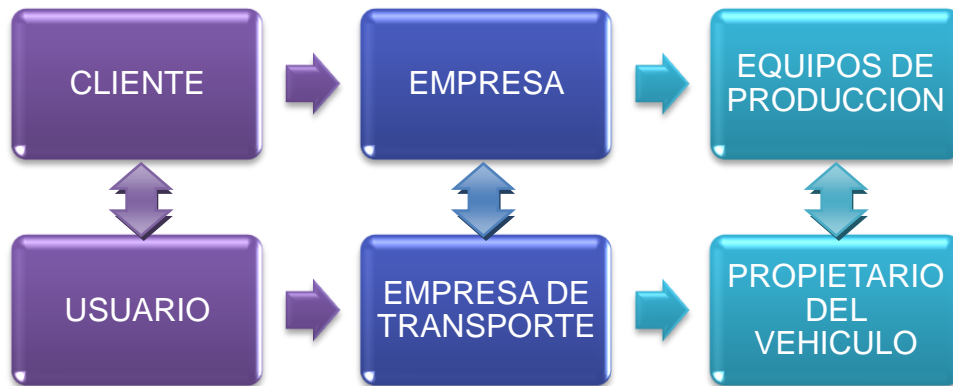 CLIENTE
EMPRESA
EQUIPOS DE
PRODUCCION
USUARIO
EMPRESA DE
TRANSPORTE
PROPIETARIO
DEL
VEHICULO